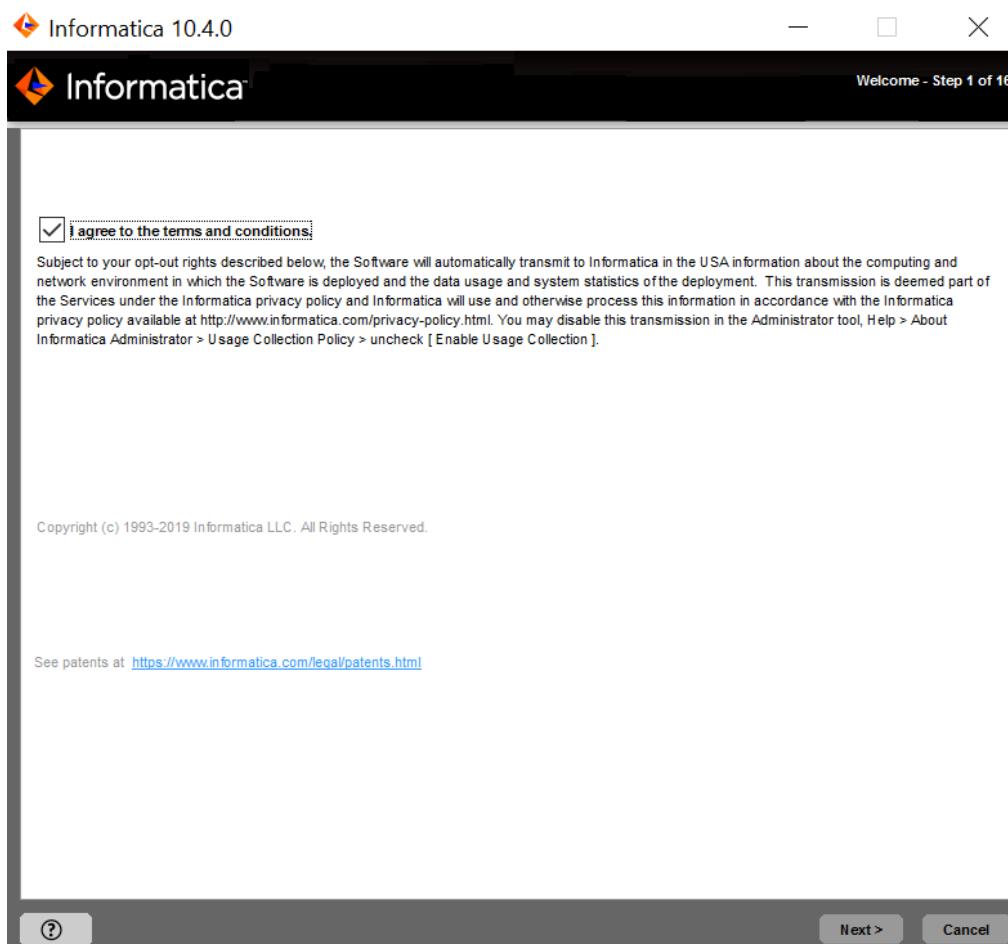 Informatica 10.4.0
Informatica
Welcome - Step 1 of 16
I agree to the terms and conditions.
Subject to your opt-out rights described below, the Software will automatically transmit to Informatica in the USA information about the computing and
network environment in which the Software is deployed and the data usage and system statistics of the deployment.  This transmission is deemed part of
the Services under the Informatica privacy policy and Informatica will use and otherwise process this information in accordance with the Informatica
privacy policy available at http://www.informatica.com/privacy-policy.html. You may disable this transmission in the Administrator tool, Help > About
Informatica Administrator > Usage Collection Policy > uncheck [ Enable Usage Collection ].
Copyright (c) 1993-2019 Informatica LLC. All Rights Reserved.
See patents at https://www.informatica.com/legal/patents.html
?
Next >
Cancel